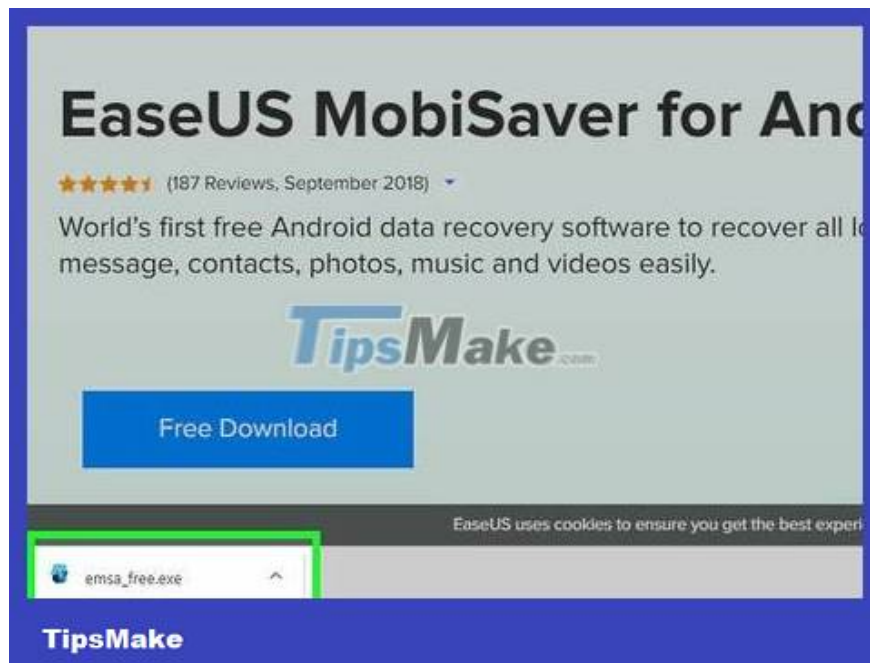 EaseUS MobiSaver for And
(187 Reviews, September 2018)
World's first free Android data recovery software to recover all lo
message, contacts, photos, music and videos easily.
TipsMake.com
Free Download
EaseUS uses cookies to ensure you get the best experi
emsa_free.exe
TipsMake